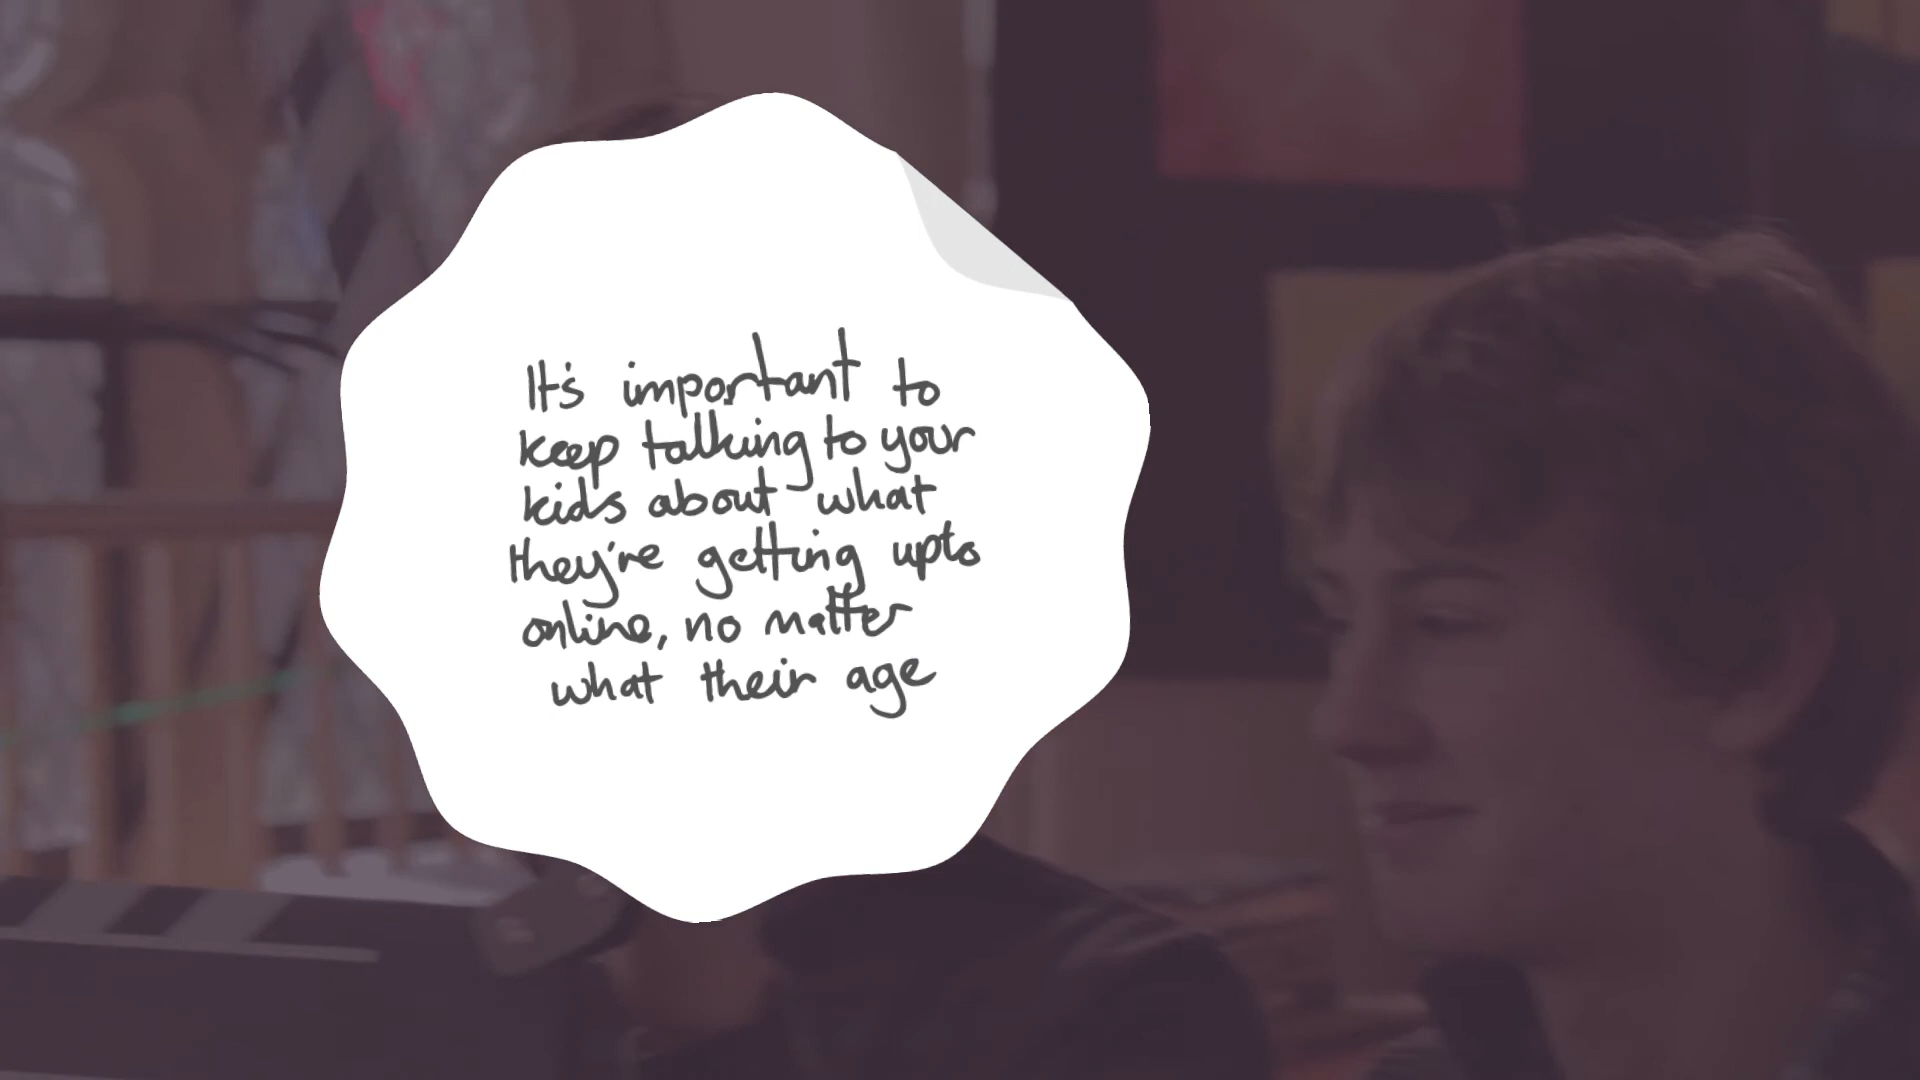 It's important to
keep talking to your
kids about what
they're getting upto
online, no matter
what their age